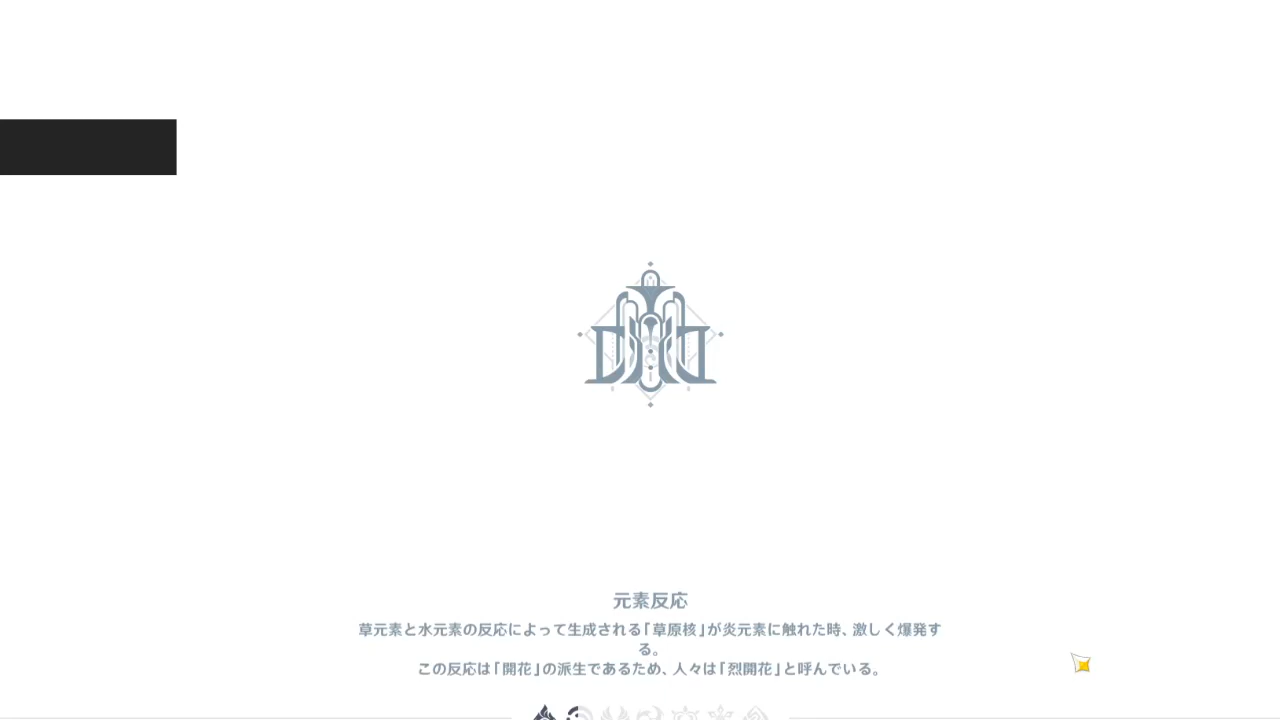 元素反応
草元素と水元素の反応によって生成される「草原核」が炎元素に触れた時、激しく爆発す
る。
この反応は「開花」の派生であるため、人々は「烈開花」と呼んでいる。